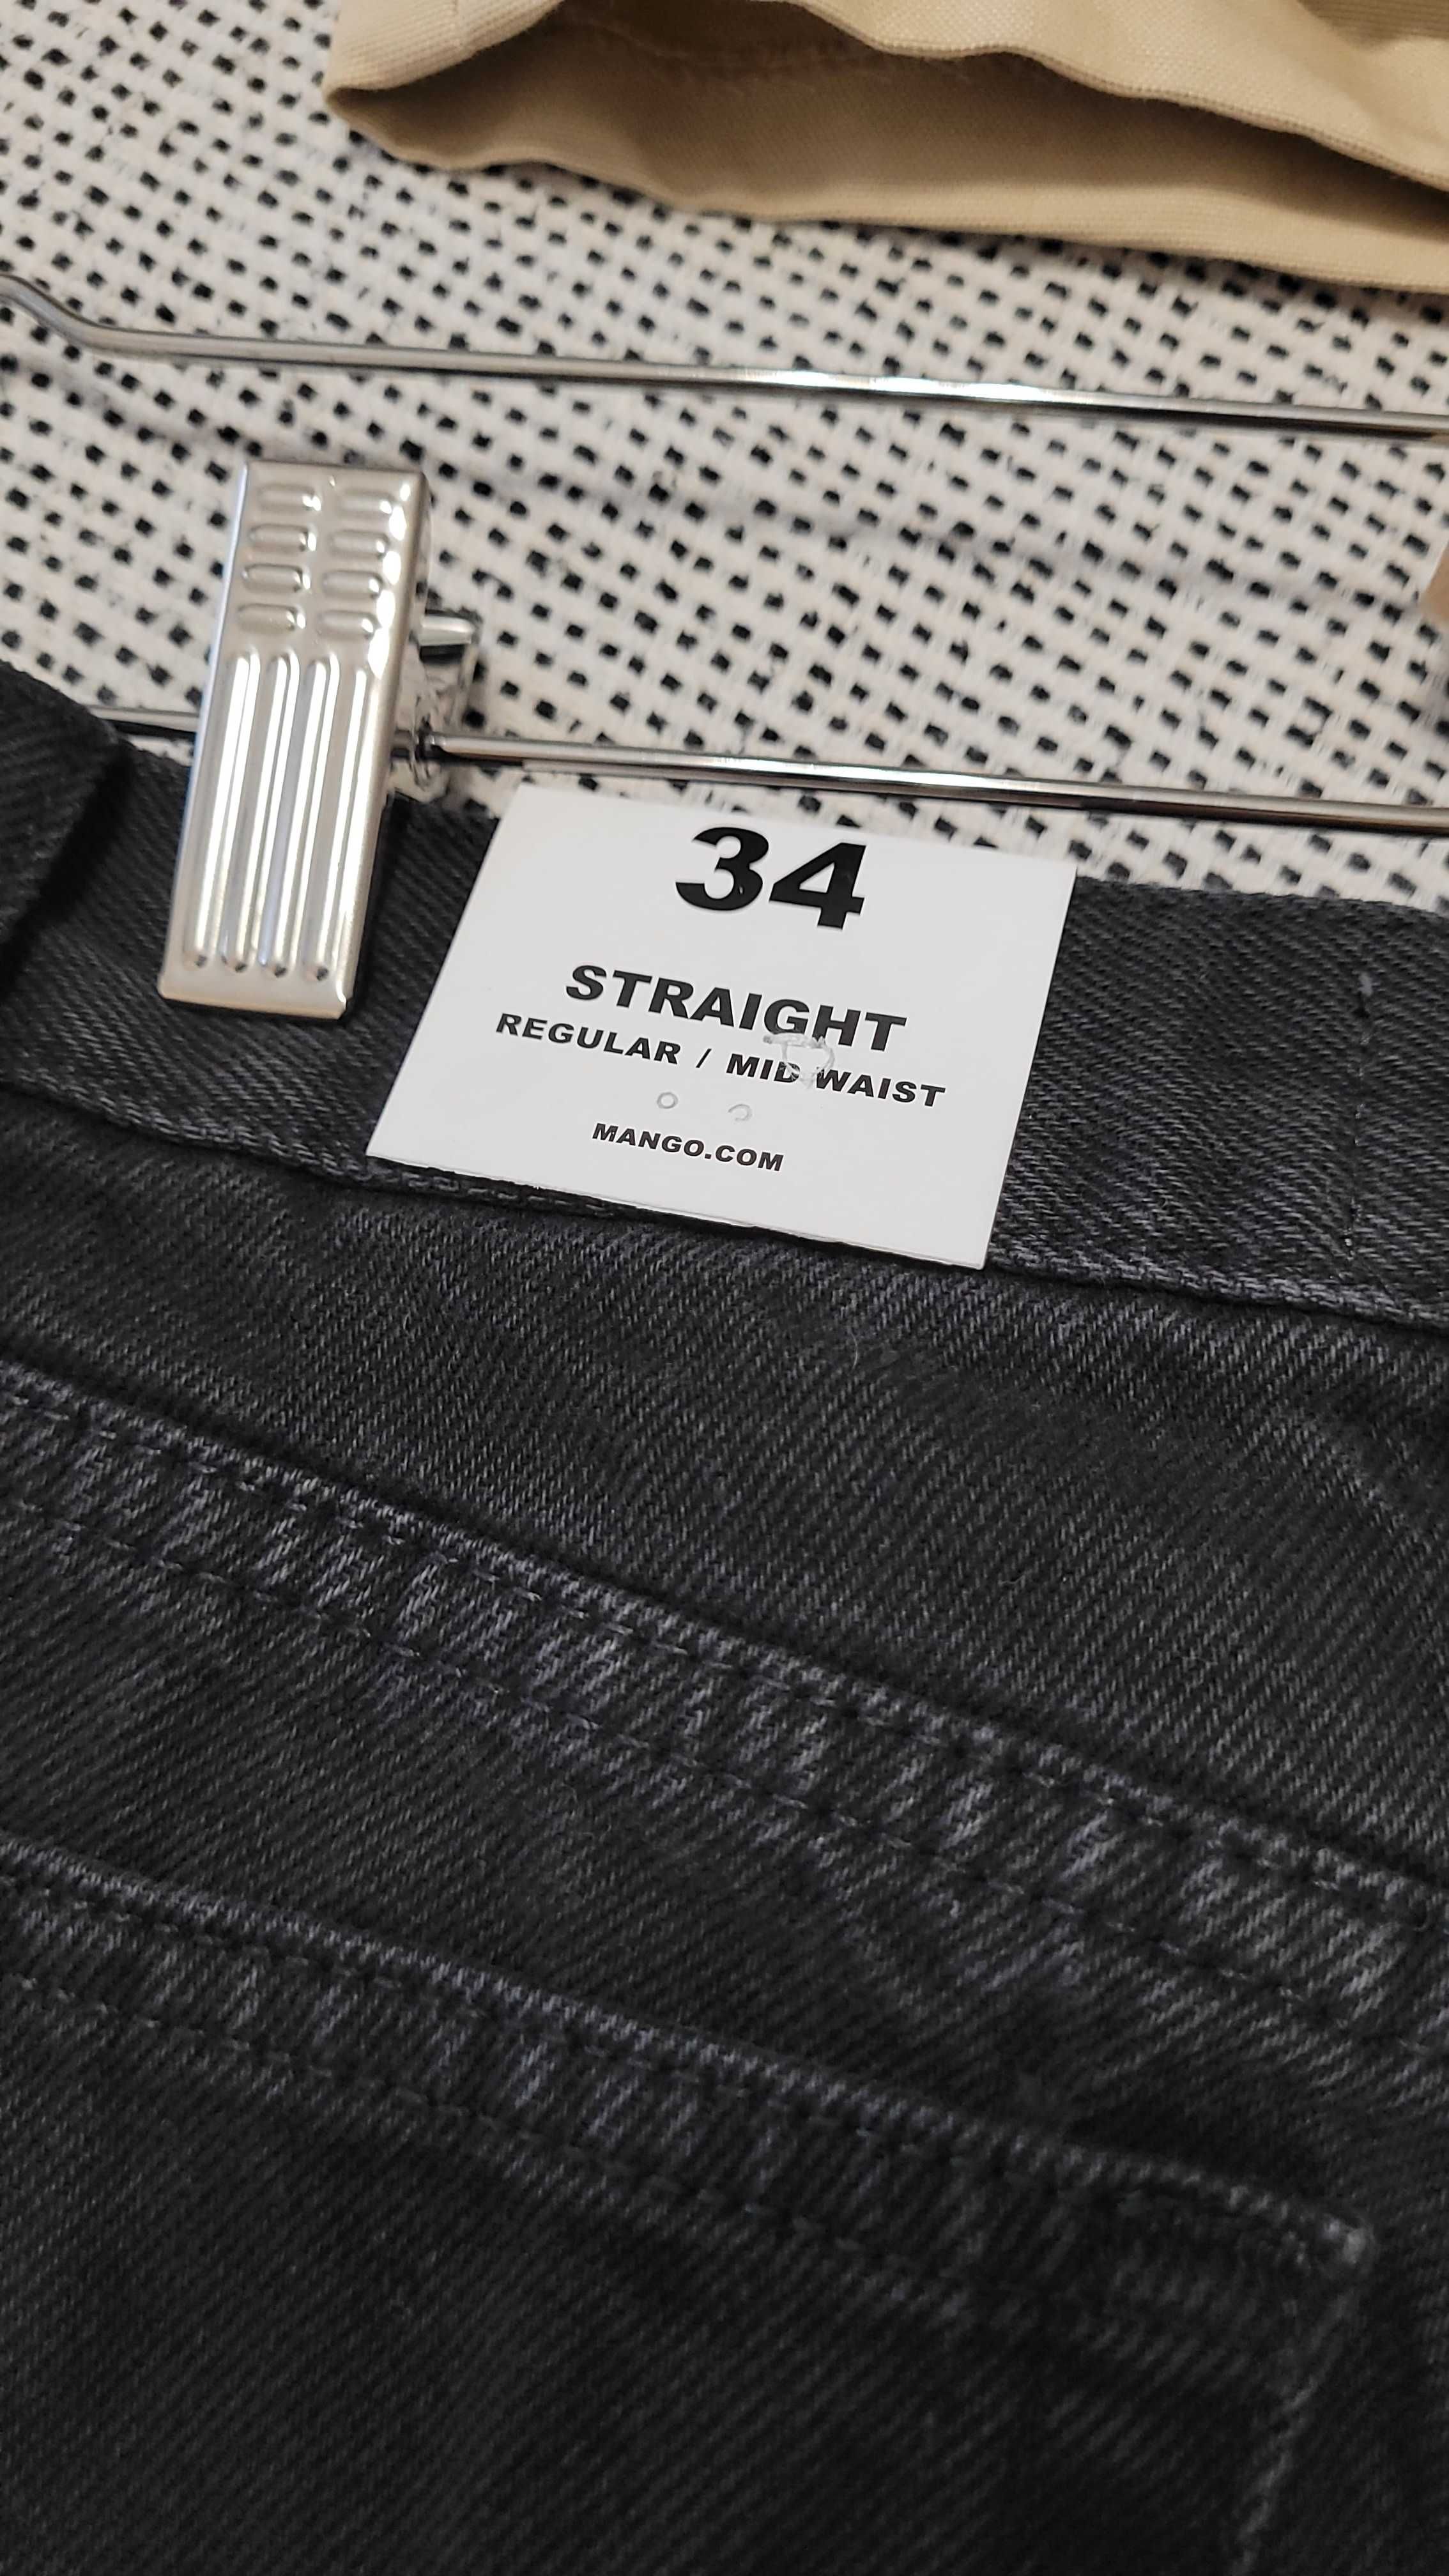 34
STRAIGHT
REGULAR / MID WAIST
MANGO.COM